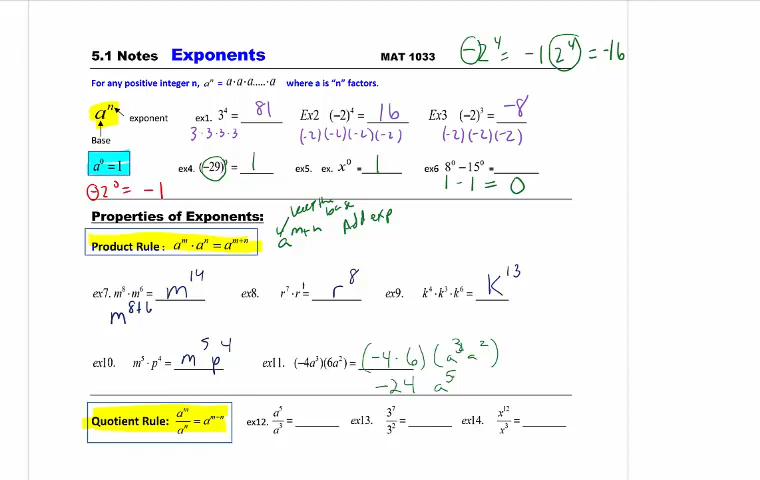 5.1 Notes Exponents MAT 1033 -2⁴ = -1(2⁴) = -16
For any positive integer n, aⁿ = a·a·a.....·a where a is "n" factors.
aⁿ exponent ex1. 3⁴ = 81 Ex2 (−2)⁴ = 16 Ex3 (−2)³ = -8
Base 3·3·3·3 (-2)(-2)(-2)(-2) (-2)(-2)(-2)
a⁰ = 1 ex4. (−29)⁰ = 1 ex5. ex. x⁰ = 1 ex6 8⁰ − 15⁰ =
-2⁰ = -1 1 - 1 = 0
Properties of Exponents: keep the base
a^(m+n) Add exp
Product Rule: aᵐ · aⁿ = aᵐ⁺ⁿ
ex7. m⁸ · m⁶ = m¹⁴ ex8. r⁷ · r¹ = r⁸ ex9. k⁴ · k³ · k⁶ = K¹³
m⁸⁺⁶
ex10. m⁵ · p⁴ = m⁵ p⁴ ex11. (−4a³)(6a²) = (-4·6)(a³a²)
-24 a⁵
Quotient Rule: aᵐ/aⁿ = aᵐ⁻ⁿ ex12. a⁵/a³ = ex13. 3⁷/3² = ex14. x¹²/x³ =